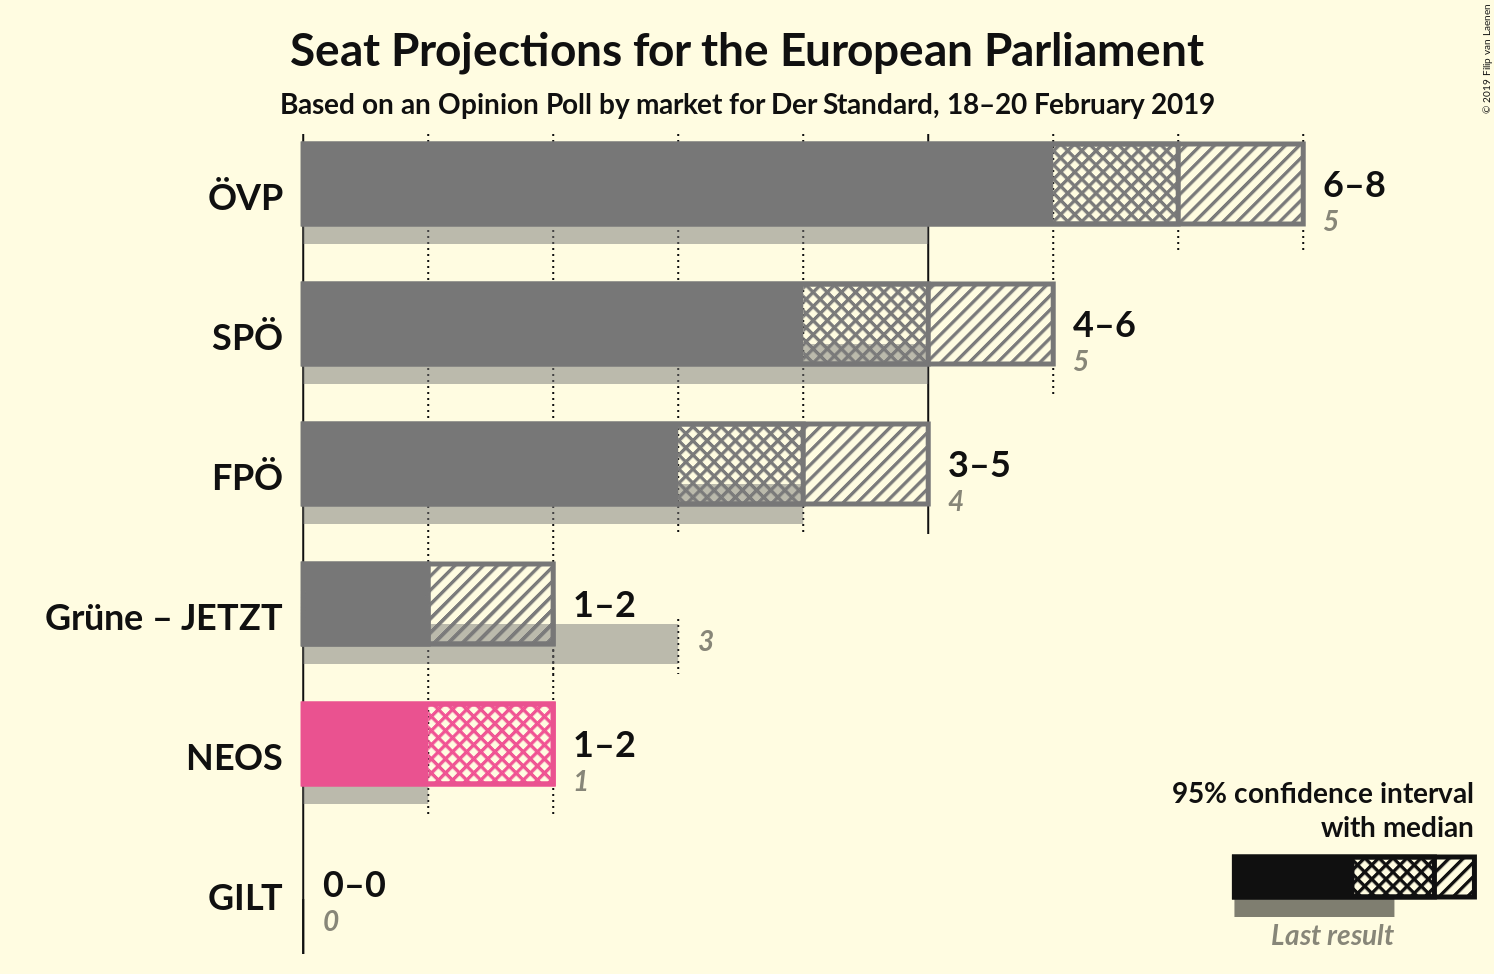 Seat Projections for the European Parliament
Based on an Opinion Poll by market for Der Standard, 18–20 February 2019
© 2019 Filip van Laenen
ÖVP
6–8
5
SPÖ
4–6
5
FPÖ
3–5
4
Grüne – JETZT
1–2
3
NEOS
1–2
1
GILT
0–0
0
95% confidence interval
with median
Last result